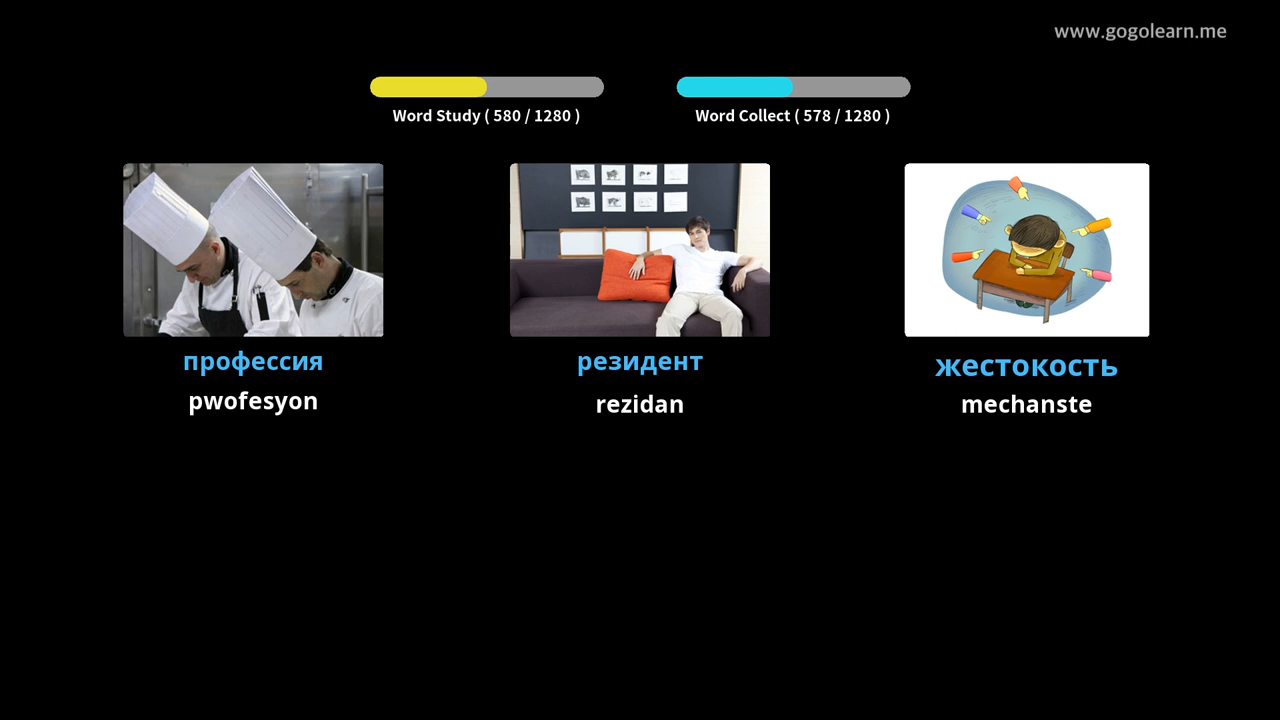 www.gogolearn.me
Word Study ( 580 / 1280 )
Word Collect ( 578 / 1280 )
профессия
резидент
жестокость
pwofesyon
rezidan
mechanste